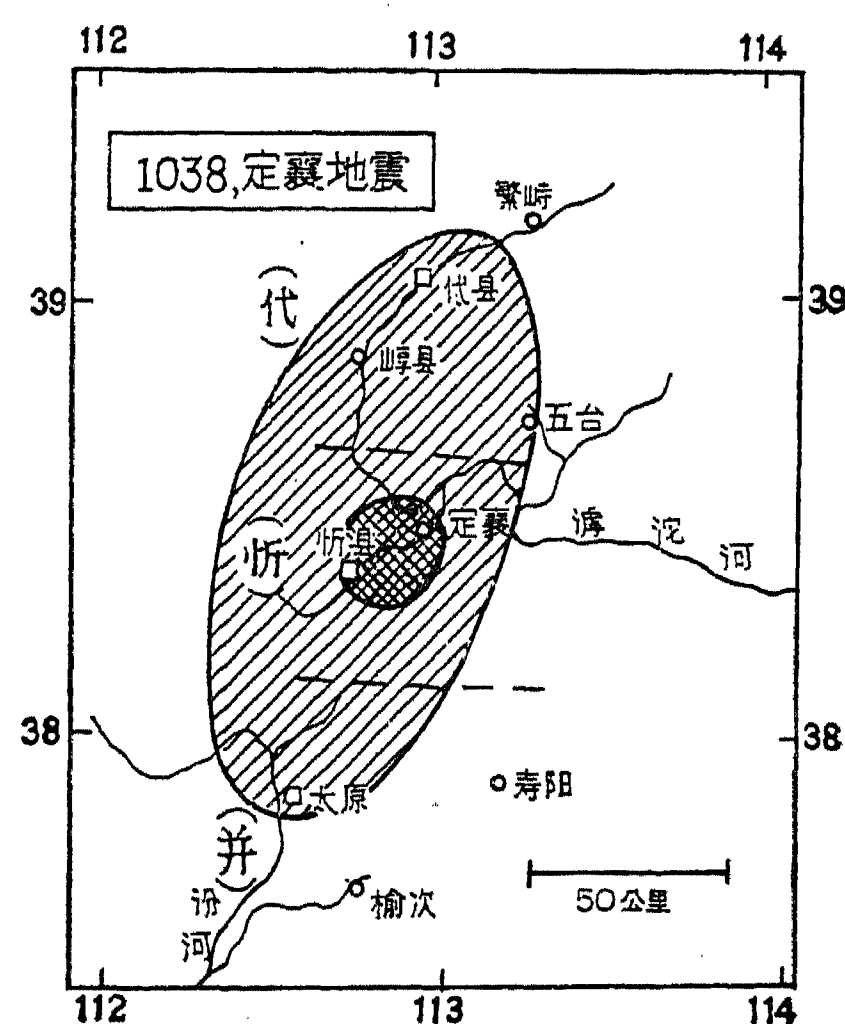 112 113 114
1038,定襄地震
繁峙
39 39
(代)
代县
崞县
五台
定襄
忻县
(忻)
滹沱河
38 38
寿阳
太原
(并)
50公里
榆次
汾河
112 113 114